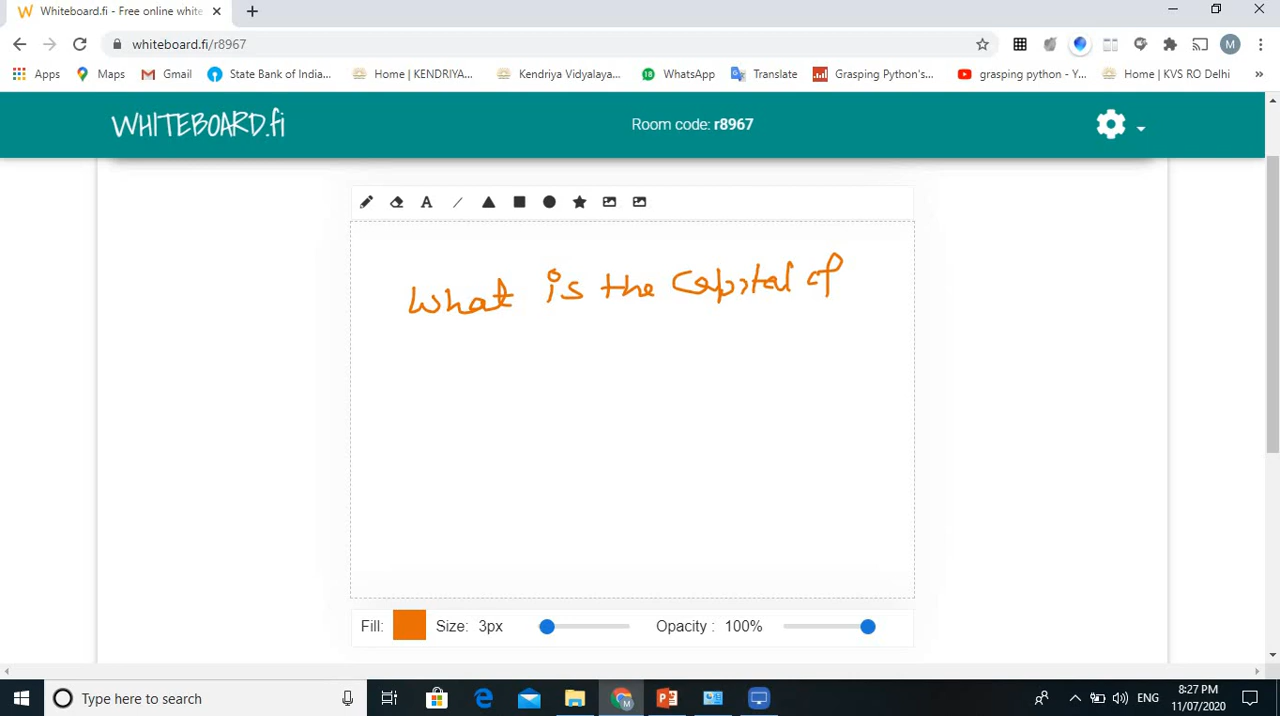 Whiteboard.fi - Free online white
whiteboard.fi/r8967
M
Apps Maps Gmail State Bank of India... Home | KENDRIYA... Kendriya Vidyalaya... WhatsApp Translate Grasping Python's... grasping python - Y... Home | KVS RO Delhi »
WHITEBOARD.fi Room code: r8967
A
What is the capital of
Fill: Size: 3px Opacity : 100%
Type here to search ENG 8:27 PM
11/07/2020